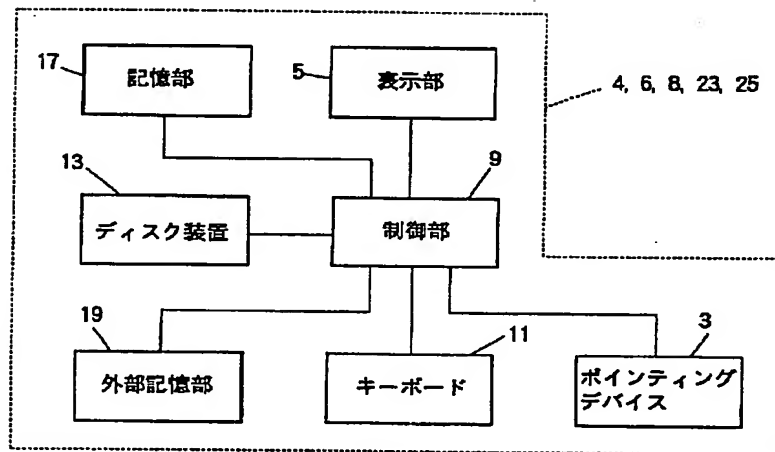 17
記憶部
5
表示部
4, 6, 8, 23, 25
13
ディスク装置
9
制御部
19
外部記憶部
11
キーボード
3
ポインティング
デバイス